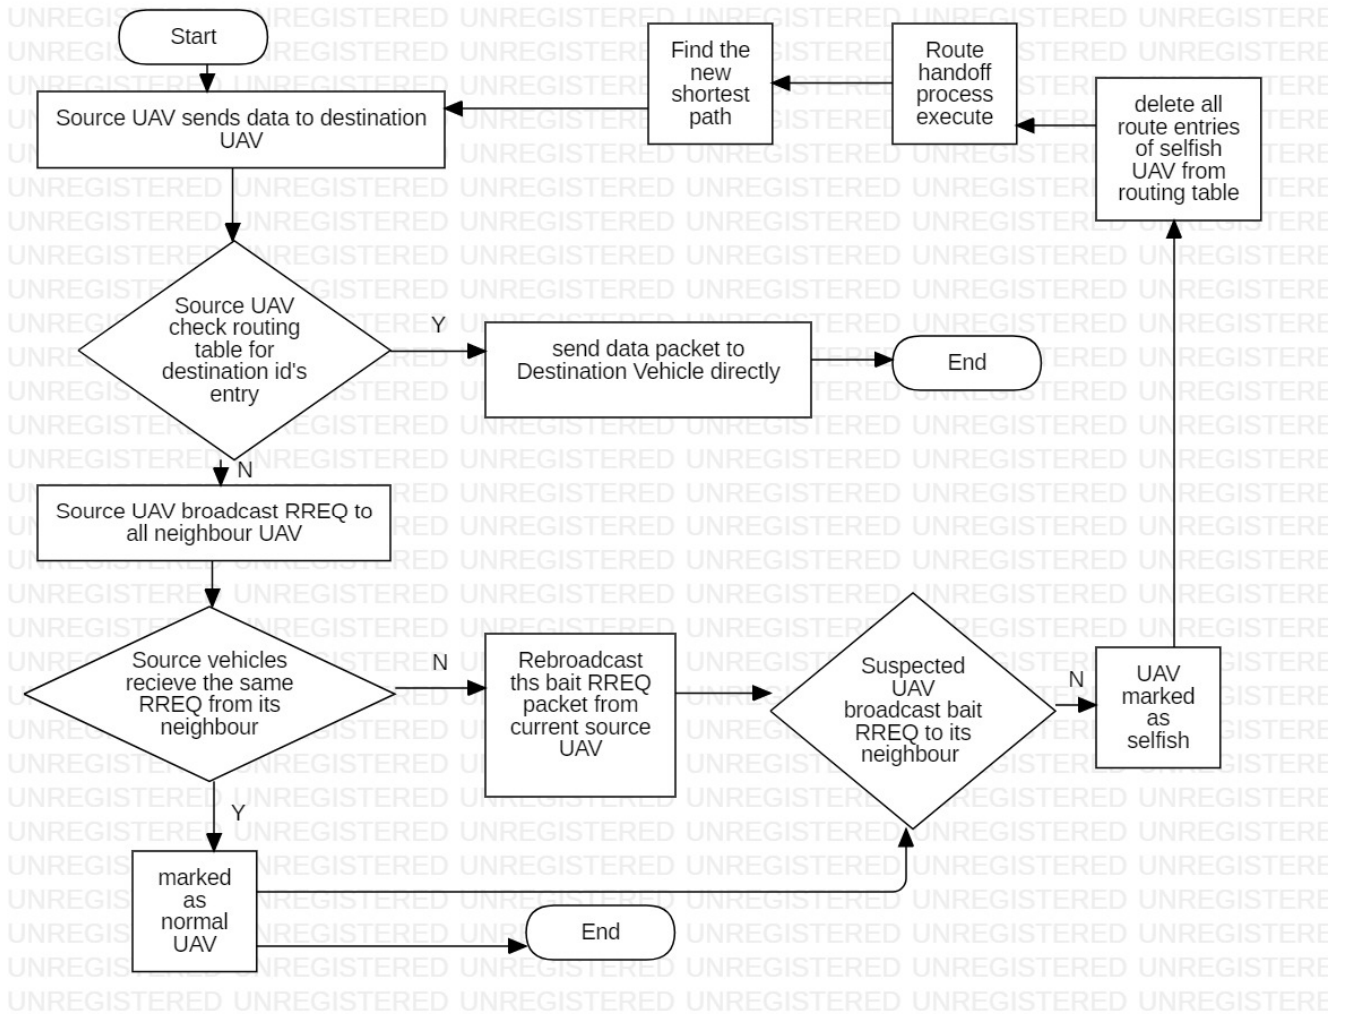 Start
Source UAV sends data to destination
UAV
Find the
new
shortest
path
Route
handoff
process
execute
delete all
route entries
of selfish
UAV from
routing table
Source UAV
check routing
table for
destination id's
entry
Y
send data packet to
Destination Vehicle directly
End
N
Source UAV broadcast RREQ to
all neighbour UAV
Source vehicles
recieve the same
RREQ from its
neighbour
N
Rebroadcast
ths bait RREQ
packet from
current source
UAV
Suspected
UAV
broadcast bait
RREQ to its
neighbour
N
UAV
marked
as
selfish
Y
marked
as
normal
UAV
End
UNREGISTERED